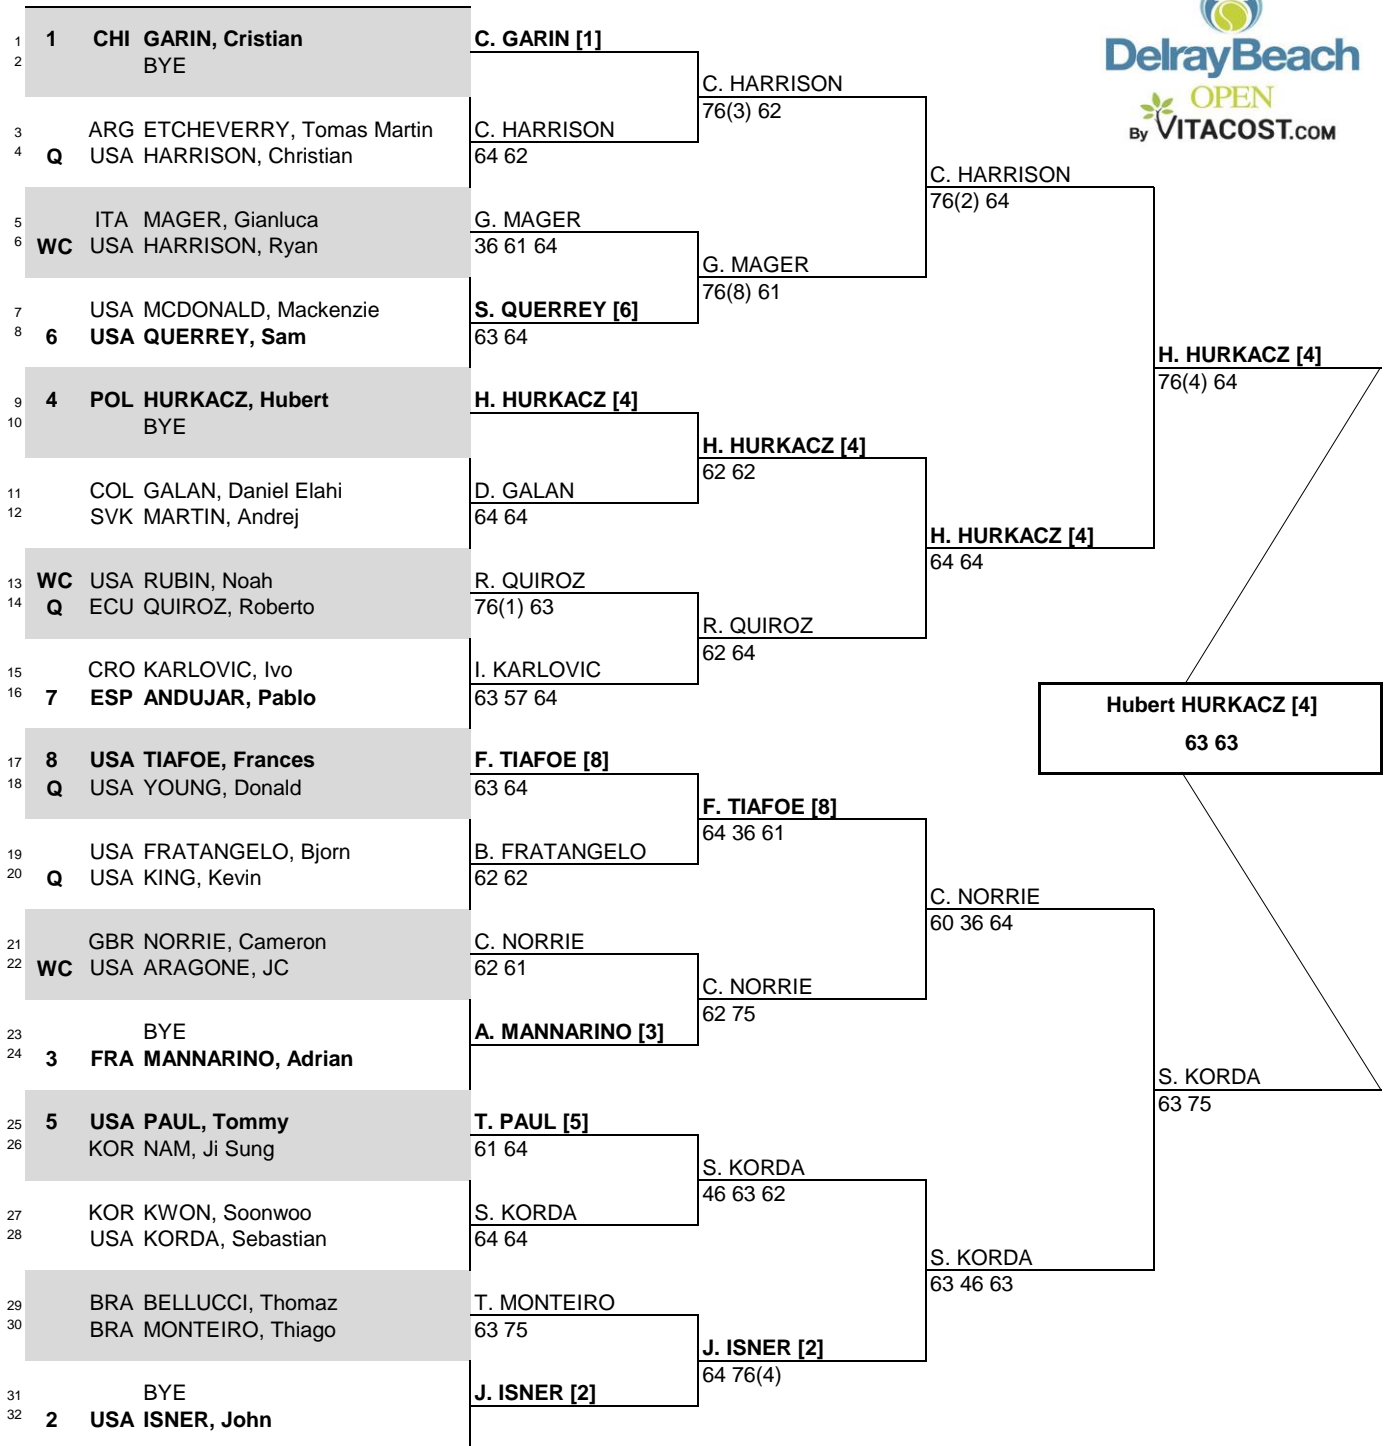 1 1 CHI GARIN, Cristian
2 BYE
3 ARG ETCHEVERRY, Tomas Martin
4 Q USA HARRISON, Christian
5 ITA MAGER, Gianluca
6 WC USA HARRISON, Ryan
7 USA MCDONALD, Mackenzie
8 6 USA QUERREY, Sam
9 4 POL HURKACZ, Hubert
10 BYE
11 COL GALAN, Daniel Elahi
12 SVK MARTIN, Andrej
13 WC USA RUBIN, Noah
14 Q ECU QUIROZ, Roberto
15 CRO KARLOVIC, Ivo
16 7 ESP ANDUJAR, Pablo
17 8 USA TIAFOE, Frances
18 Q USA YOUNG, Donald
19 USA FRATANGELO, Bjorn
20 Q USA KING, Kevin
21 GBR NORRIE, Cameron
22 WC USA ARAGONE, JC
23 BYE
24 3 FRA MANNARINO, Adrian
25 5 USA PAUL, Tommy
26 KOR NAM, Ji Sung
27 KOR KWON, Soonwoo
28 USA KORDA, Sebastian
29 BRA BELLUCCI, Thomaz
30 BRA MONTEIRO, Thiago
31 BYE
32 2 USA ISNER, John
C. GARIN [1]
C. HARRISON
64 62
G. MAGER
36 61 64
S. QUERREY [6]
63 64
H. HURKACZ [4]
D. GALAN
64 64
R. QUIROZ
76(1) 63
I. KARLOVIC
63 57 64
F. TIAFOE [8]
63 64
B. FRATANGELO
62 62
C. NORRIE
62 61
A. MANNARINO [3]
T. PAUL [5]
61 64
S. KORDA
64 64
T. MONTEIRO
63 75
J. ISNER [2]
C. HARRISON
76(3) 62
G. MAGER
76(8) 61
H. HURKACZ [4]
62 62
R. QUIROZ
62 64
F. TIAFOE [8]
64 36 61
C. NORRIE
62 75
S. KORDA
46 63 62
J. ISNER [2]
64 76(4)
C. HARRISON
76(2) 64
H. HURKACZ [4]
64 64
C. NORRIE
60 36 64
S. KORDA
63 46 63
H. HURKACZ [4]
76(4) 64
S. KORDA
63 75
Hubert HURKACZ [4]
63 63
DelrayBeach
OPEN
By VITACOST.COM